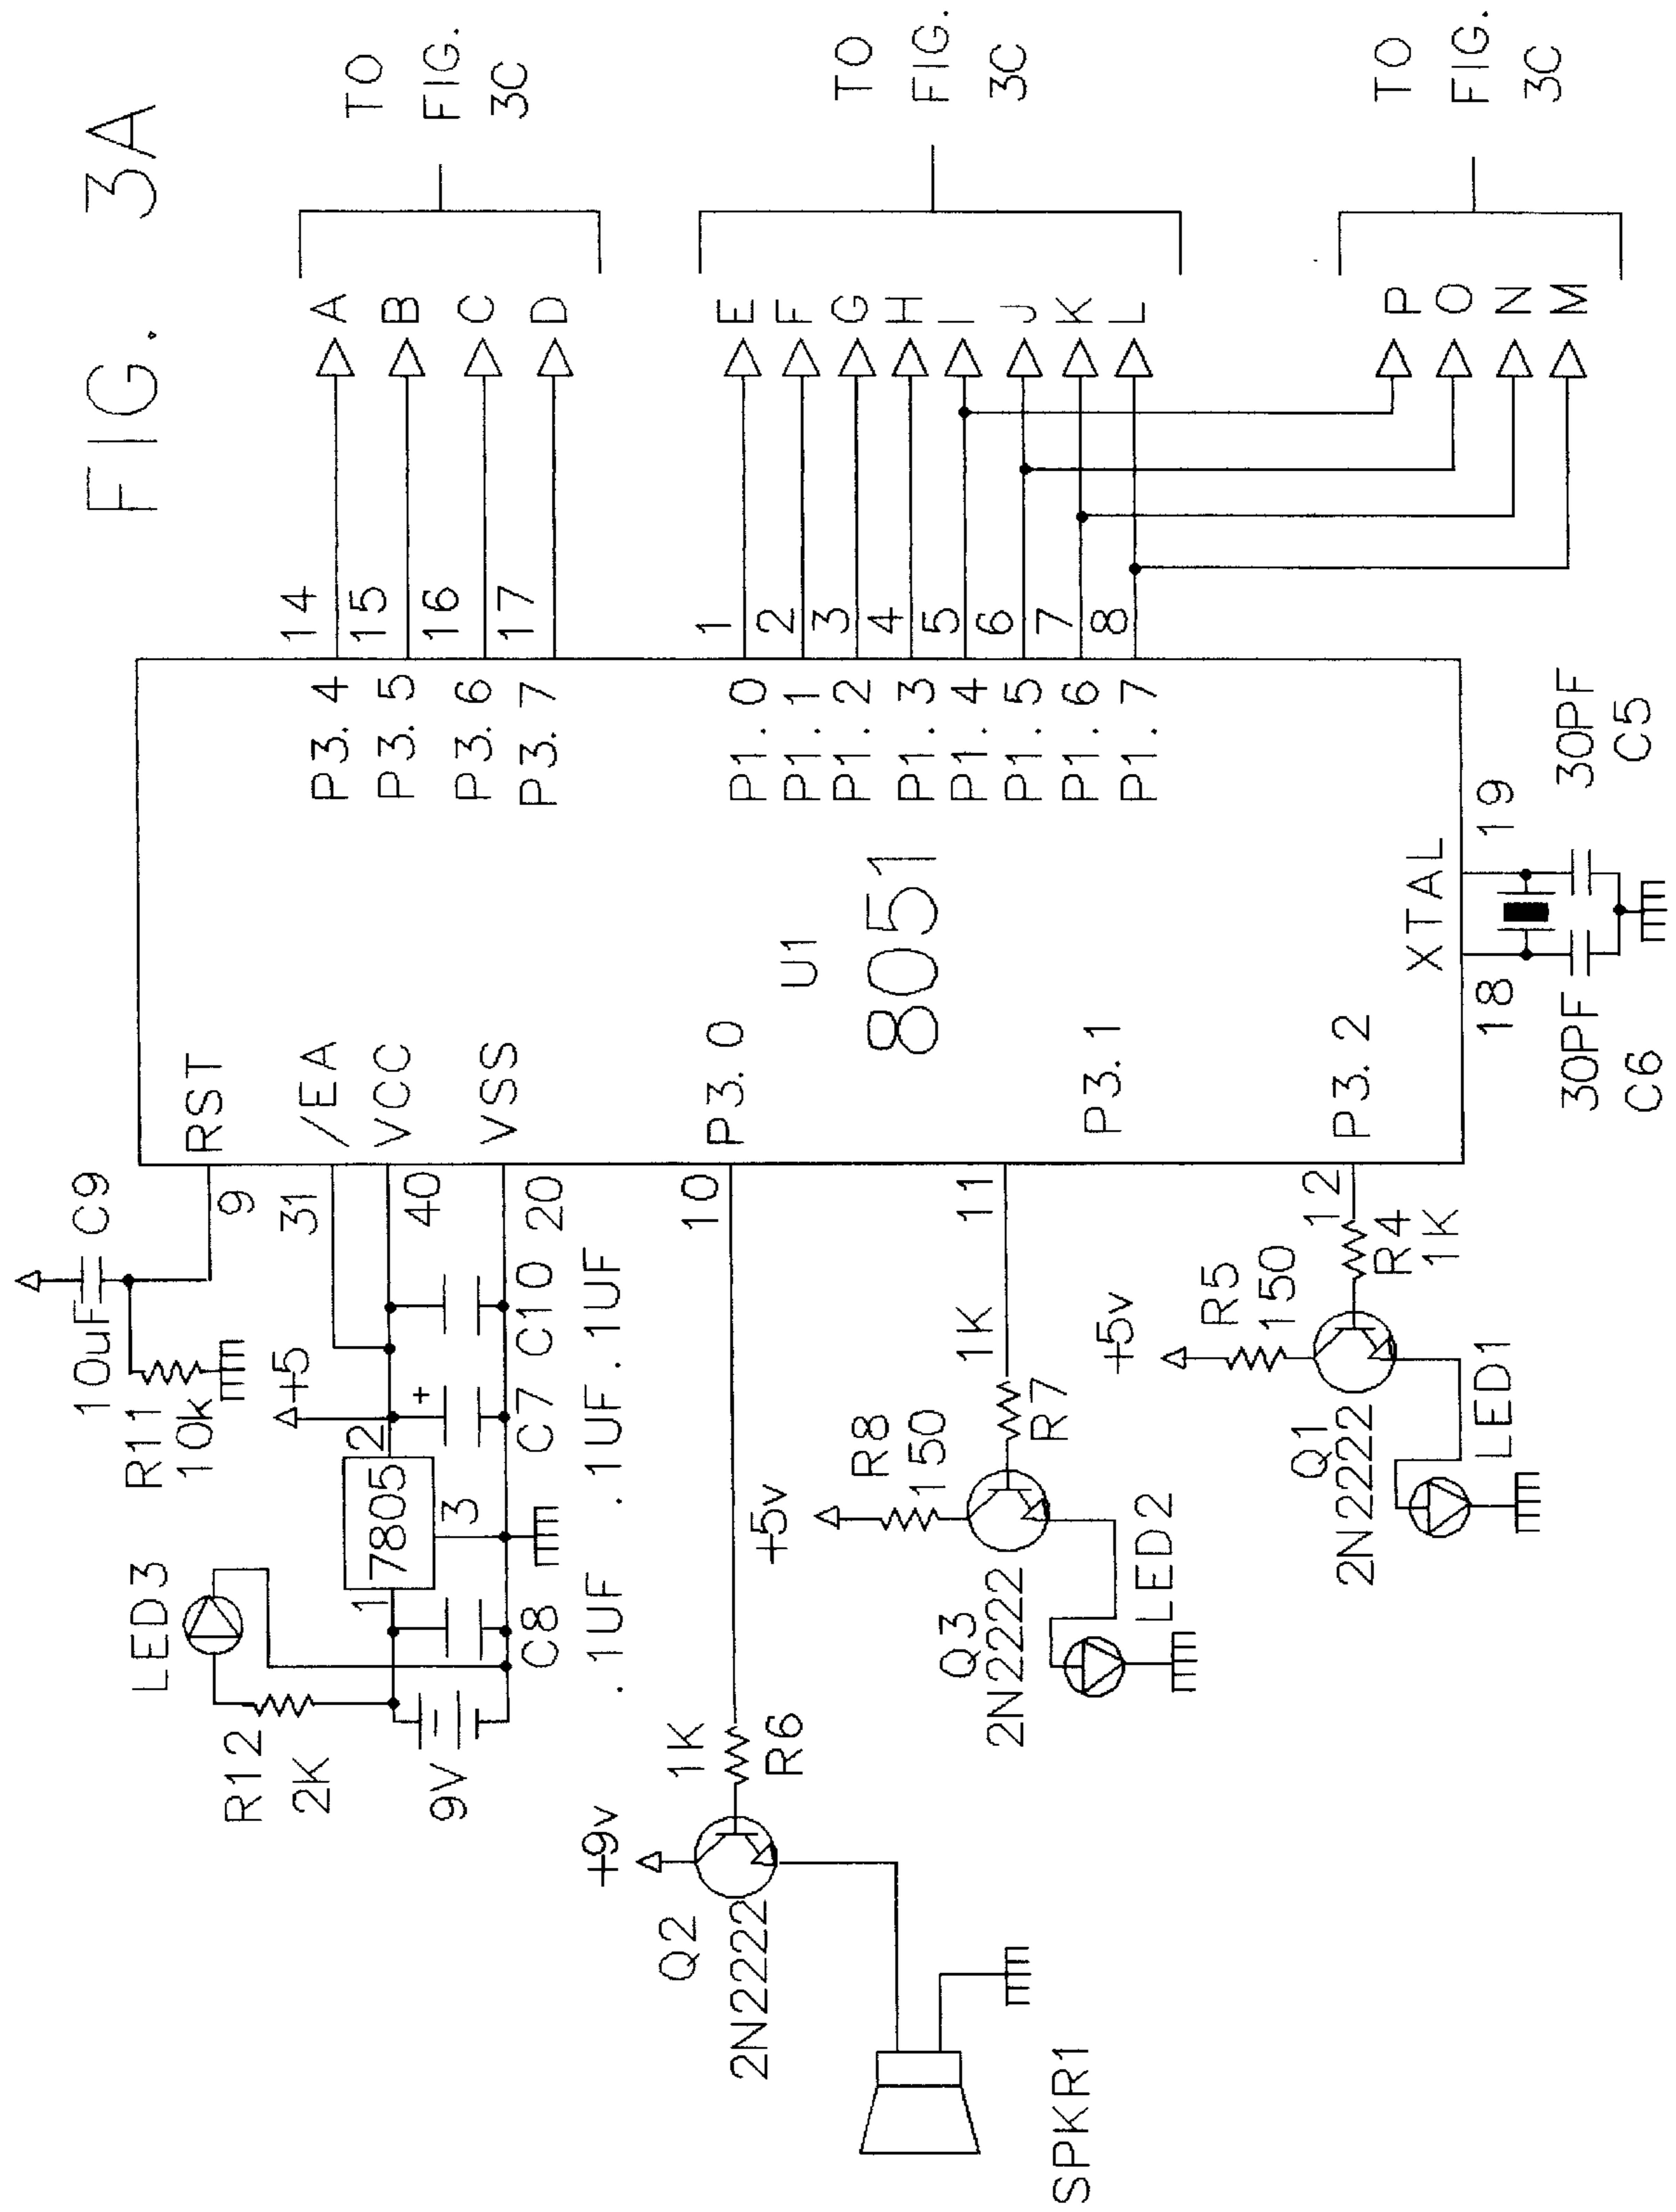 FIG. 3A
TO
FIG.
3C
TO
FIG.
3C
TO
FIG.
3C
A
B
C
D
E
F
G
H
I
J
K
L
P
O
N
M
14
15
16
17
1
2
3
4
5
6
7
8
P3.4
P3.5
P3.6
P3.7
P1.0
P1.1
P1.2
P1.3
P1.4
P1.5
P1.6
P1.7
U1
8051
RST
/EA
VCC
VSS
P3.0
P3.1
P3.2
XTAL
18
19
30PF
C5
30PF
C6
9
31
40
20
10
11
12
C9
10uF
R11
10k
+5
C10
.1UF
C7
+
.1UF
7805
1
2
3
C8
.1UF
LED3
R12
2K
9V
+9v
1K
R6
Q2
2N2222
SPKR1
+5v
R8
150
1K
R7
Q3
2N2222
LED2
+5v
R5
150
R4
1K
Q1
2N2222
LED1